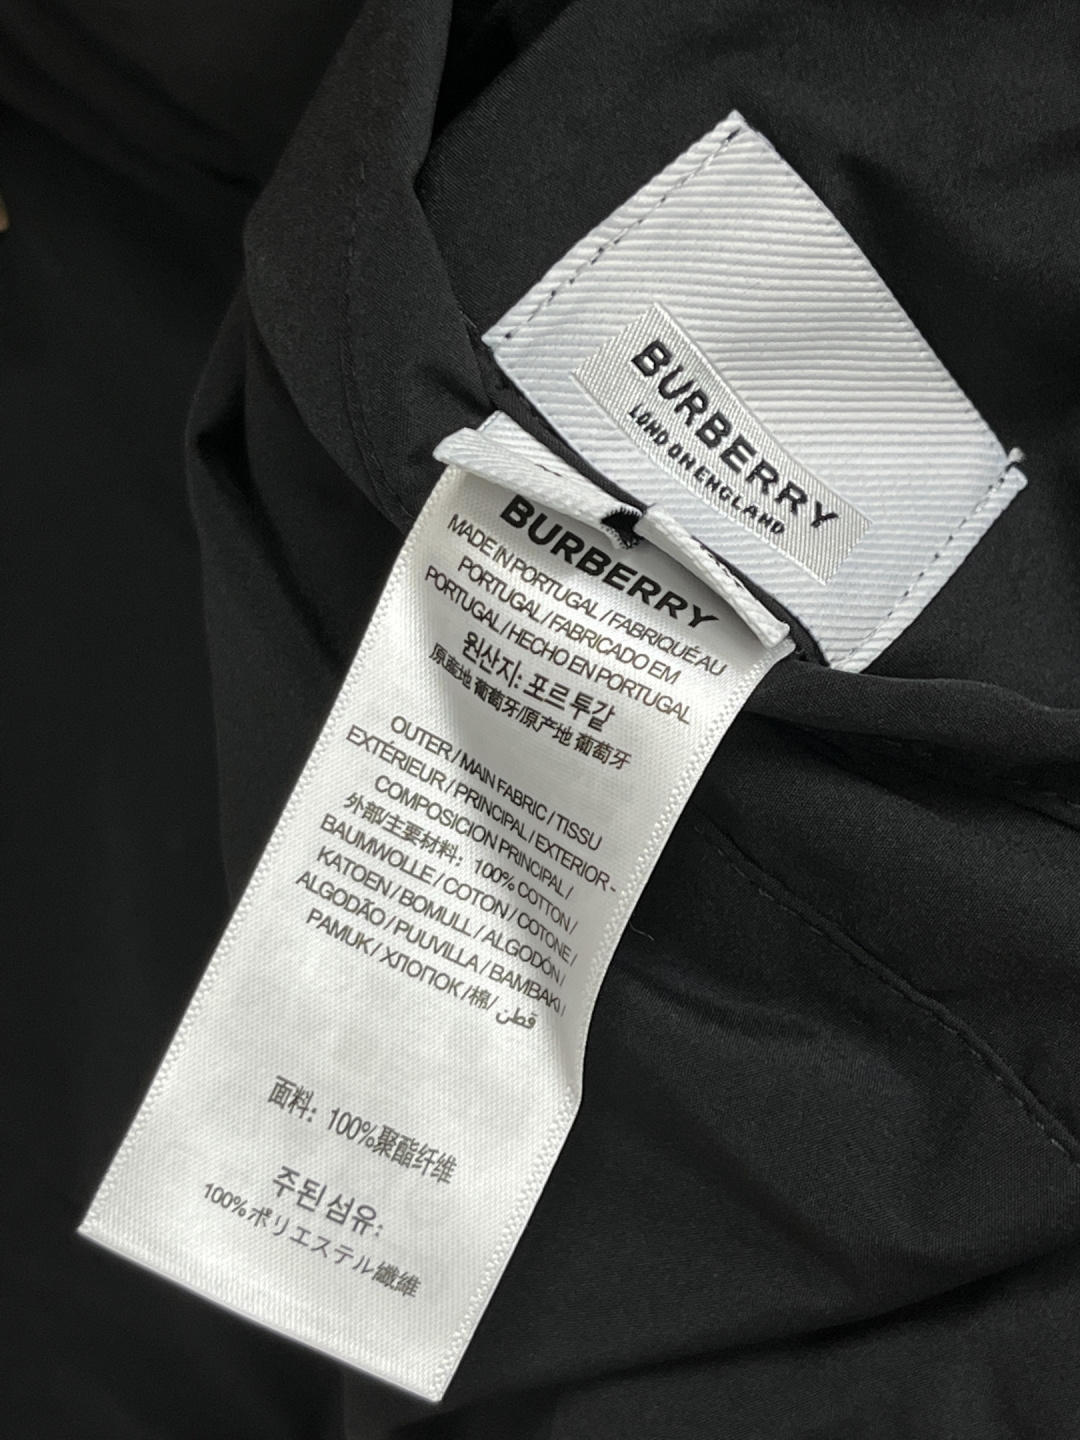 BURBERRY
LONDON ENGLAND
BURBERRY
MADE IN PORTUGAL / FABRIQUÉ AU
PORTUGAL / FABRICADO EM
PORTUGAL / HECHO EN PORTUGAL
원산지: 포르투갈
原產地 葡萄牙/原产地 葡萄牙
OUTER / MAIN FABRIC / TISSU
EXTÉRIEUR / PRINCIPAL / EXTERIOR -
COMPOSICION PRINCIPAL /
外部/主要材料: 100% COTTON /
BAUMWOLLE / COTON / COTONE /
KATOEN / BOMULL / ALGODÓN /
ALGODÃO / PUUVILLA / BAMBAKI /
PAMUK / ХЛОПОК /棉/ قطن
面料: 100%聚酯纤维
주된섬유:
100%ポリエステル繊維